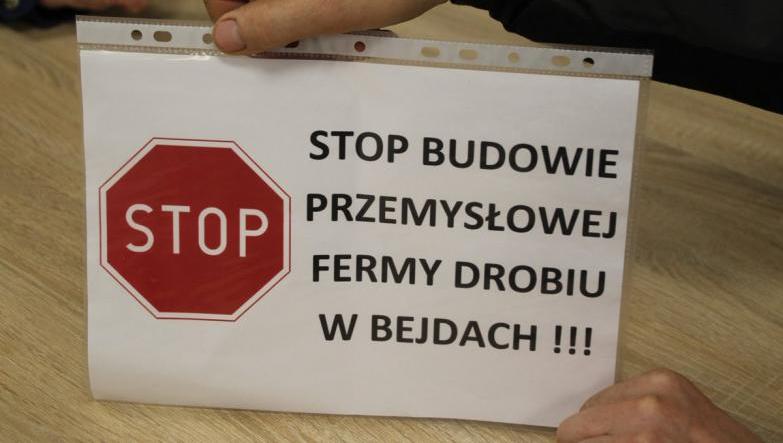 STOP
STOP BUDOWIE
PRZEMYSŁOWEJ
FERMY DROBIU
W BEJDACH !!!